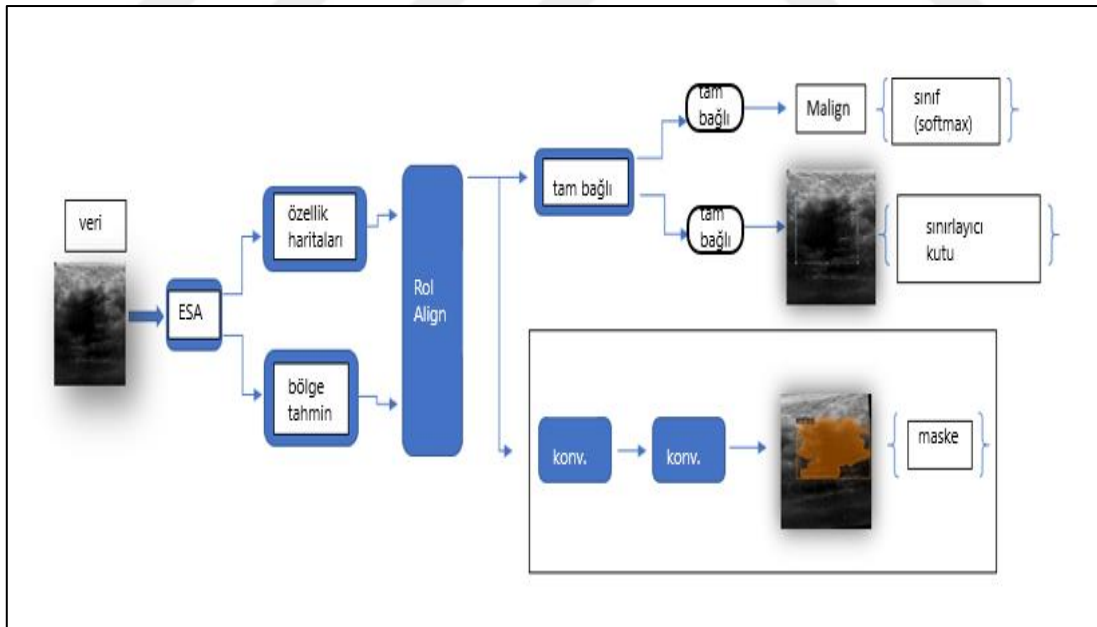 veri
ESA
özellik
haritaları
bölge
tahmin
RoI
Align
tam bağlı
tam
bağlı
Malign
sınıf
(softmax)
tam
bağlı
sınırlayıcı
kutu
konv.
konv.
maske